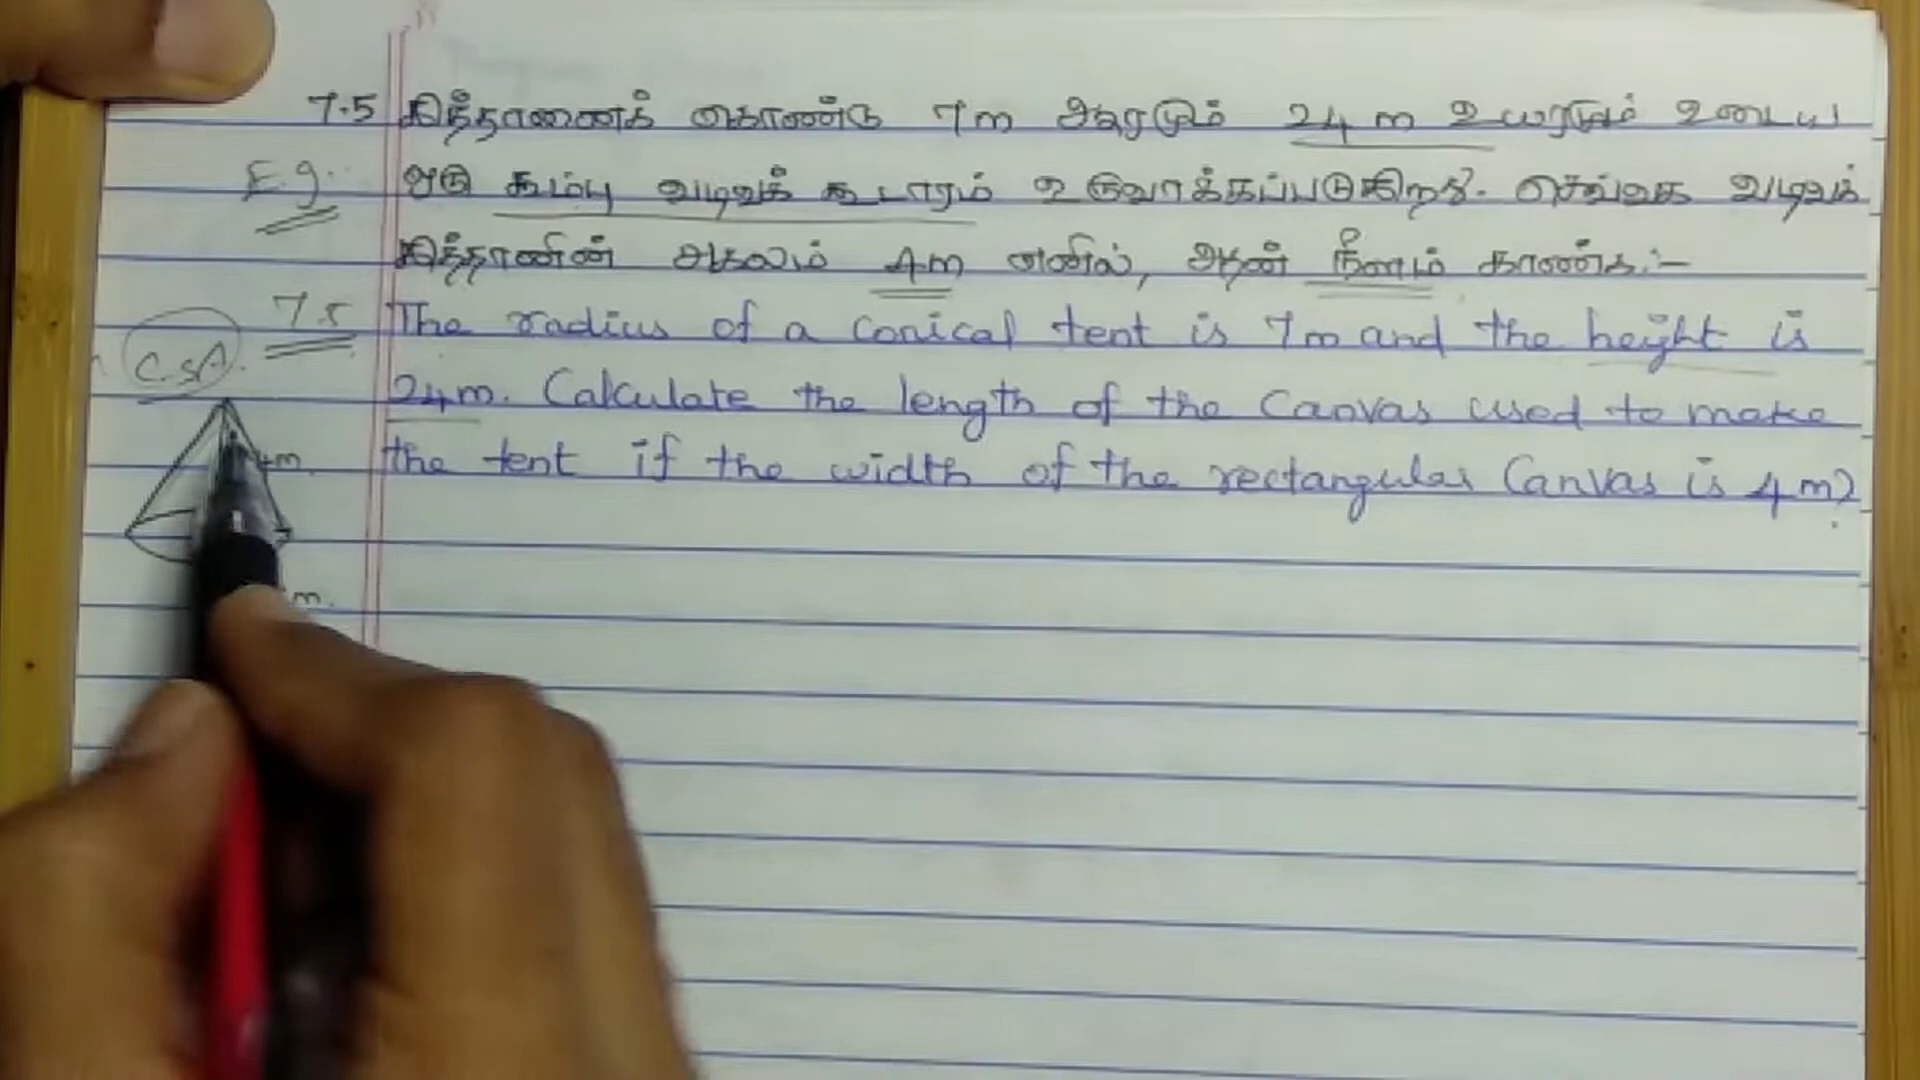 7.5 கித்தானைக் கொண்டு 7m ஆரமும் 24 m உயரமும் உடைய
E.g. ஒரு கூம்பு வடிவக் கூடாரம் உருவாக்கப்படுகிறது. செவ்வக வடிவக்
கித்தானின் அகலம் 4m எனில், அதன் நீளம் காண்க:-
7.5 The radius of a conical tent is 7m and the height is
C.S.A. 24m. Calculate the length of the Canvas used to make
the tent if the width of the rectangular Canvas is 4m?
m.
m.